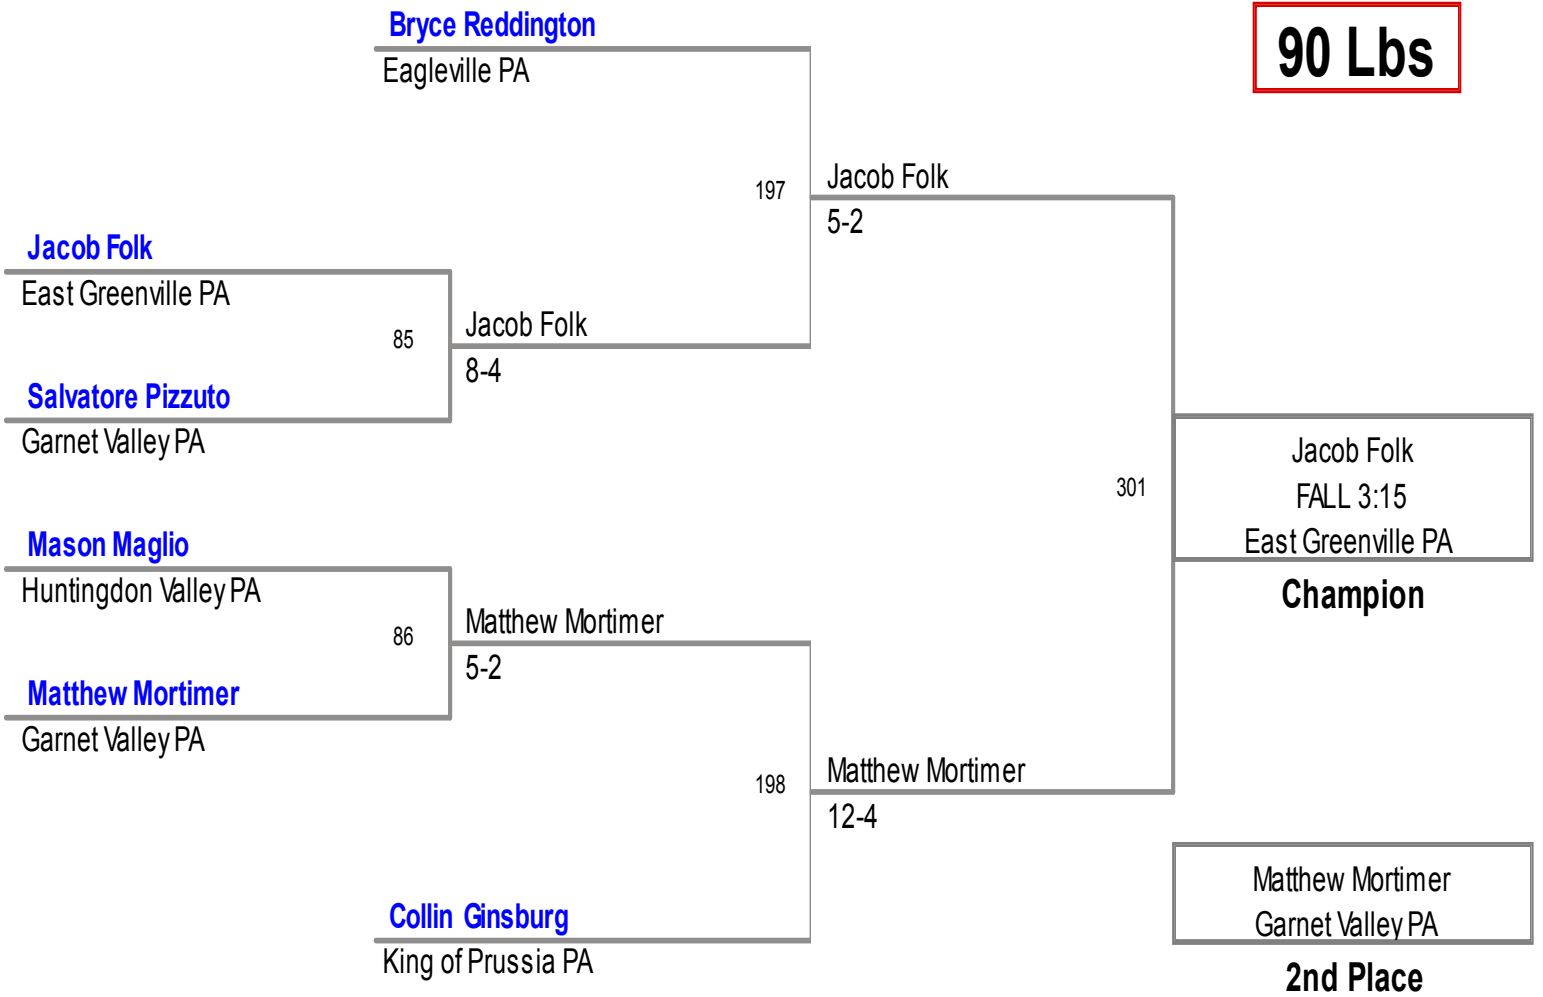 Bryce Reddington
Eagleville PA
90 Lbs
197
Jacob Folk
5-2
Jacob Folk
East Greenville PA
85
Jacob Folk
8-4
Salvatore Pizzuto
Garnet Valley PA
301
Jacob Folk
FALL 3:15
East Greenville PA
Champion
Mason Maglio
Huntingdon Valley PA
86
Matthew Mortimer
5-2
Matthew Mortimer
Garnet Valley PA
198
Matthew Mortimer
12-4
Collin Ginsburg
King of Prussia PA
Matthew Mortimer
Garnet Valley PA
2nd Place